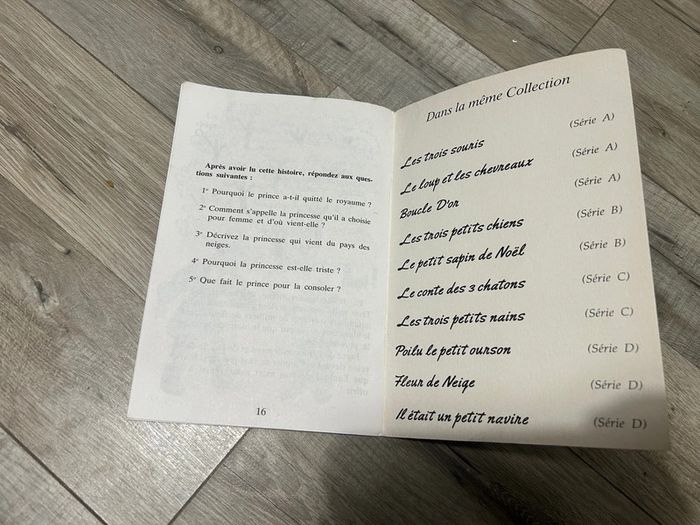 Après avoir lu cette histoire, répondez aux ques-
tions suivantes :
1° Pourquoi le prince a-t-il quitté le royaume ?
2° Comment s'appelle la princesse qu'il a choisie
pour femme et d'où vient-elle ?
3° Décrivez la princesse qui vient du pays des
neiges.
4° Pourquoi la princesse est-elle triste ?
5° Que fait le prince pour la consoler ?
16
Dans la même Collection
Les trois souris (Série A)
Le loup et les chevreaux (Série A)
Boucle D'or (Série A)
Les trois petits chiens (Série B)
Le petit sapin de Noël (Série B)
Le conte des 3 chatons (Série C)
Les trois petits nains (Série C)
Poilu le petit ourson (Série D)
Fleur de Neige (Série D)
Il était un petit navire (Série D)